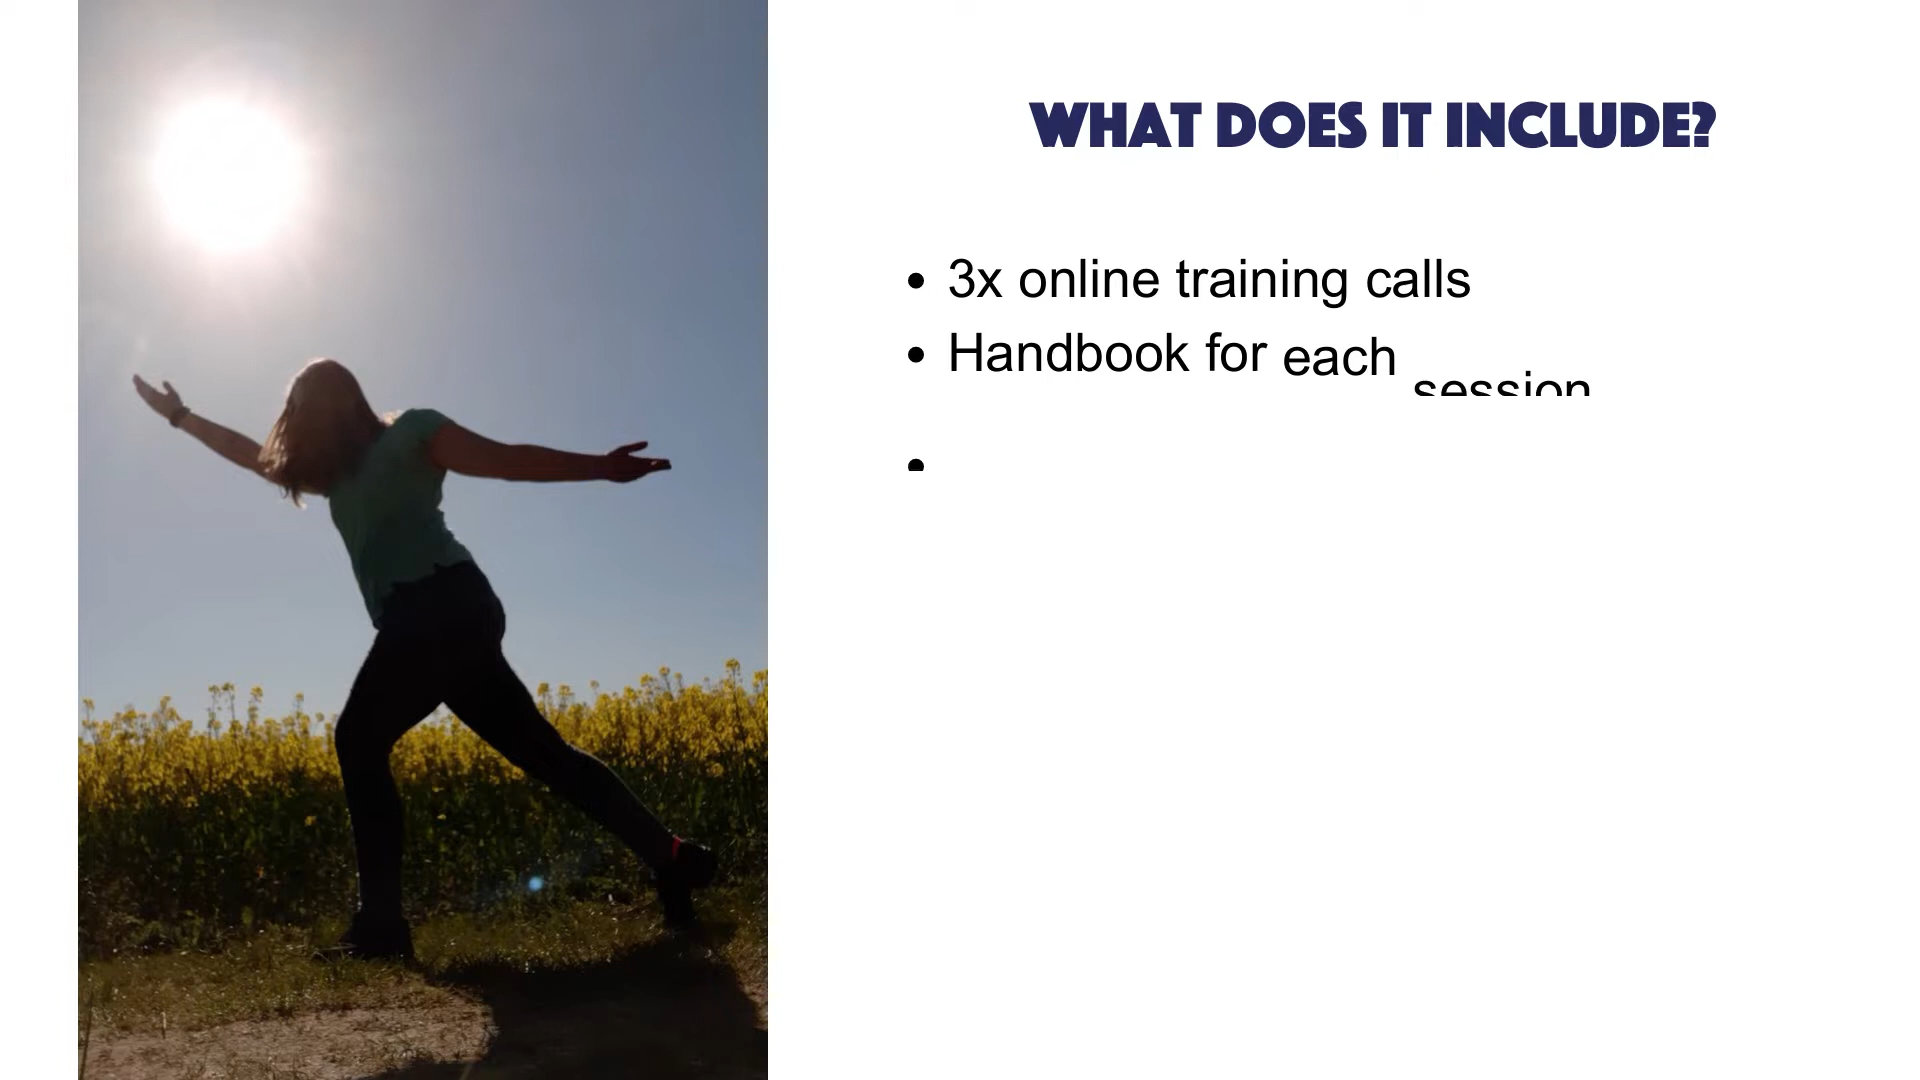 WHAT DOES IT INCLUDE?
• 3x online training calls
• Handbook for each session
•